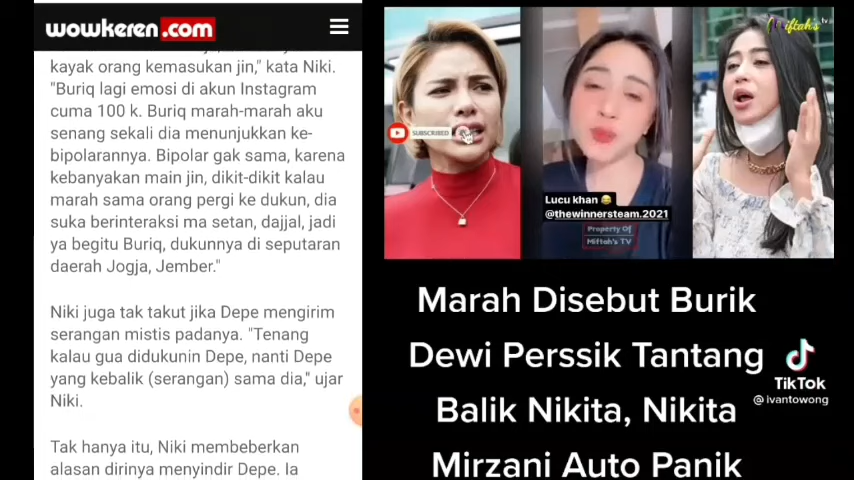 wowkeren.com
kayak orang kemasukan jin," kata Niki.
"Buriq lagi emosi di akun Instagram
cuma 100 k. Buriq marah-marah aku
senang sekali dia menunjukkan ke-
bipolarannya. Bipolar gak sama, karena
kebanyakan main jin, dikit-dikit kalau
marah sama orang pergi ke dukun, dia
suka berinteraksi ma setan, dajjal, jadi
ya begitu Buriq, dukunnya di seputaran
daerah Jogja, Jember."
Niki juga tak takut jika Depe mengirim
serangan mistis padanya. "Tenang
kalau gua didukunin Depe, nanti Depe
yang kebalik (serangan) sama dia," ujar
Niki.
Tak hanya itu, Niki membeberkan
alasan dirinya menyindir Depe. Ia
Miftah's tv
SUBSCRIBED
Lucu khan 😂
@thewinnersteam.2021
Property Of
Miftah's TV
Marah Disebut Burik
Dewi Perssik Tantang
Balik Nikita, Nikita
Mirzani Auto Panik
TikTok
@ ivantowong